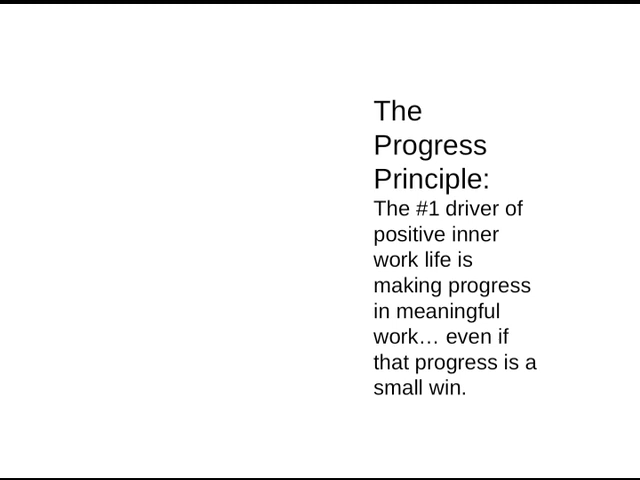 The
Progress
Principle:
The #1 driver of
positive inner
work life is
making progress
in meaningful
work… even if
that progress is a
small win.